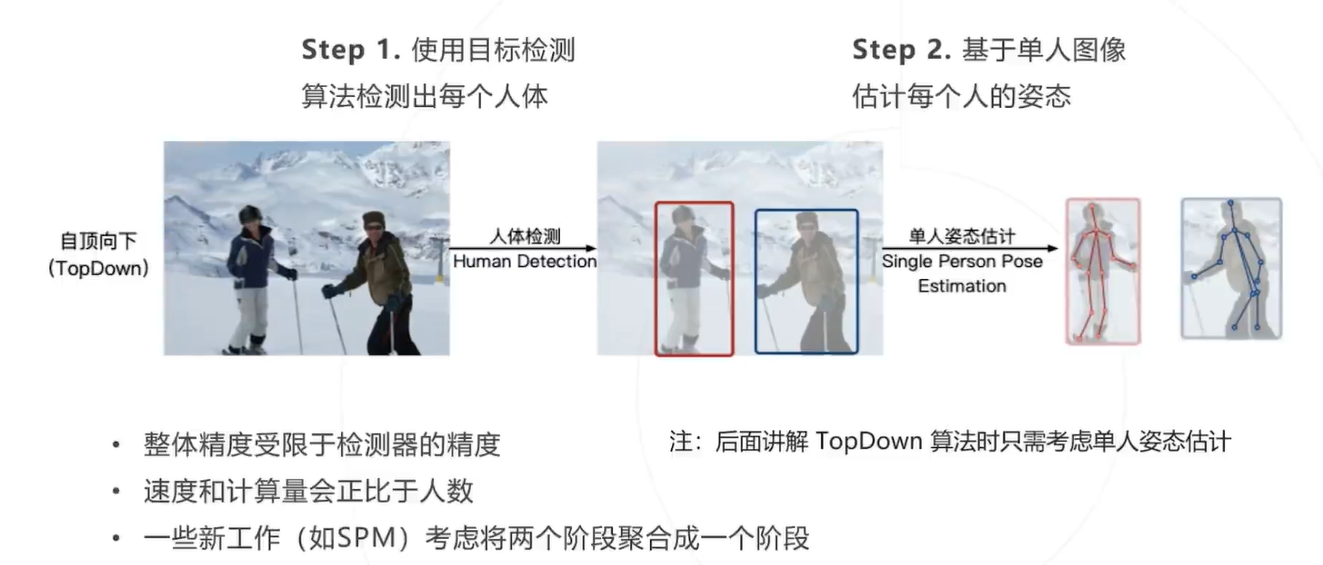 Step 1. 使用目标检测
算法检测出每个人体
Step 2. 基于单人图像
估计每个人的姿态
自顶向下
(TopDown)
人体检测
Human Detection
单人姿态估计
Single Person Pose
Estimation
• 整体精度受限于检测器的精度
• 速度和计算量会正比于人数
• 一些新工作（如SPM）考虑将两个阶段聚合成一个阶段
注：后面讲解 TopDown 算法时只需考虑单人姿态估计